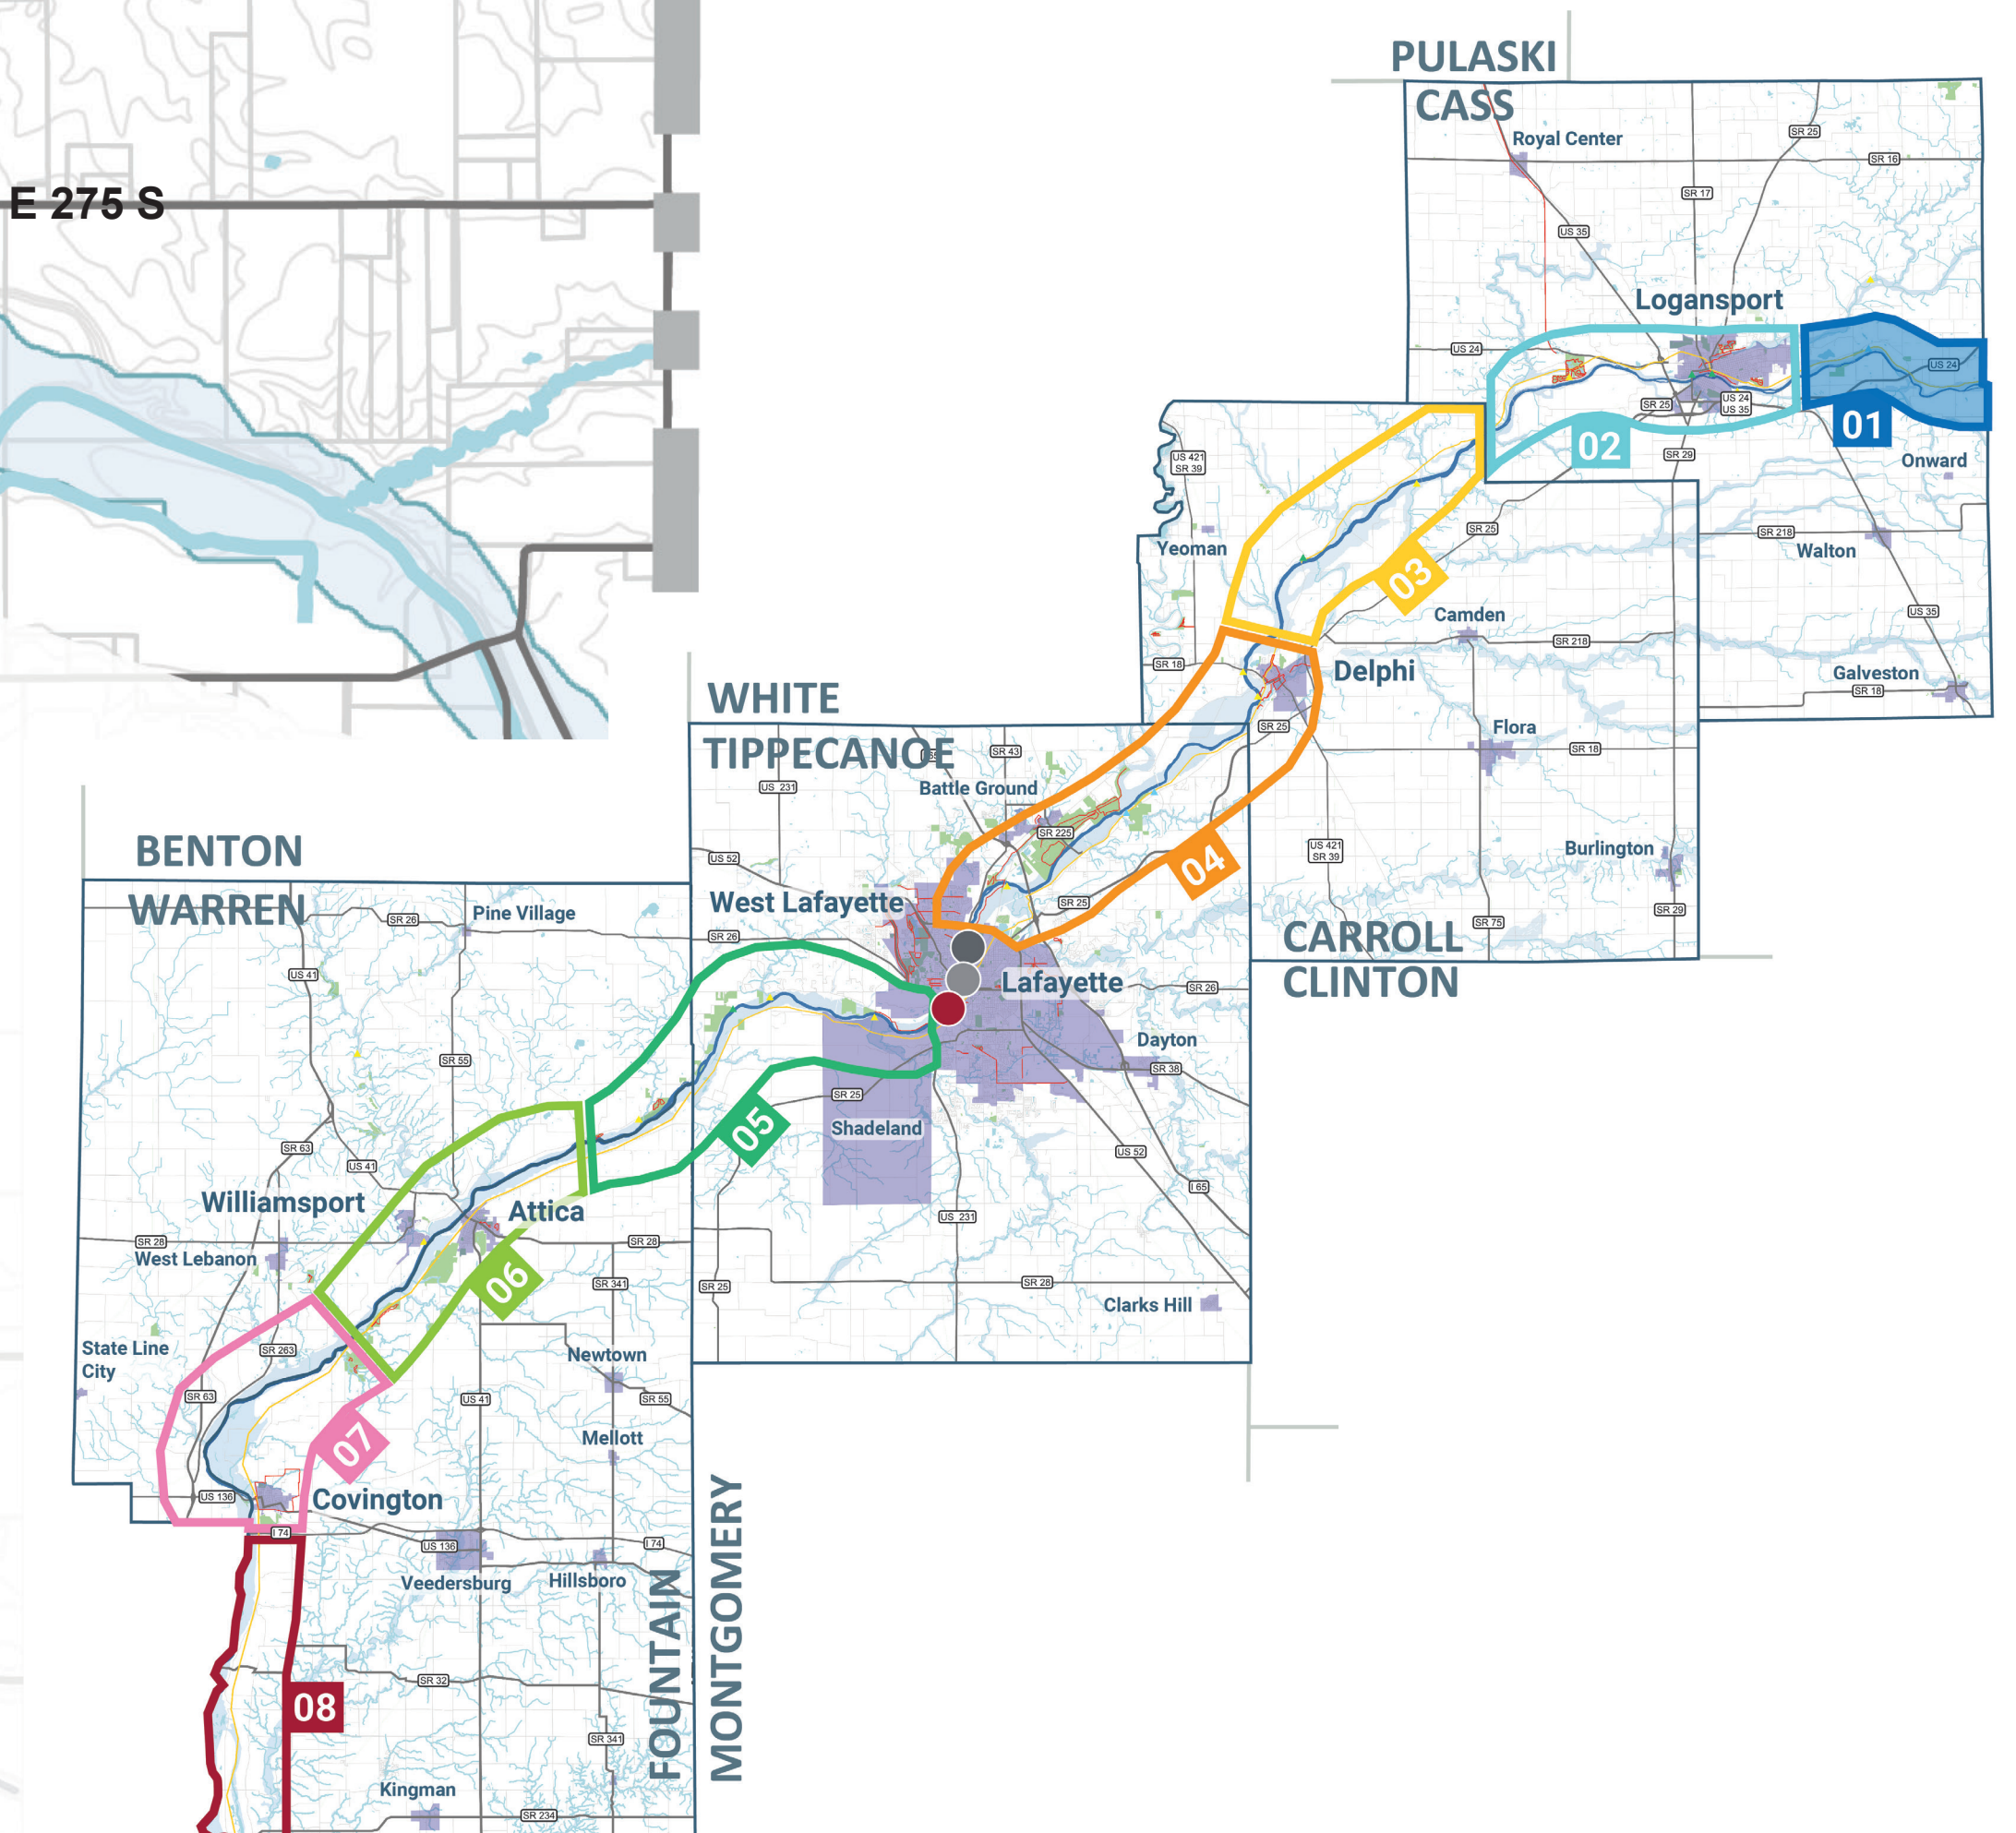 E 275 S
PULASKI
CASS
Royal Center
SR 25
SR 16
SR 17
US 35
Logansport
US 24
US 24
SR 25
US 24
US 35
01
02
SR 29
Onward
US 421
SR 39
Yeoman
SR 25
SR 218
Walton
03
Camden
US 35
SR 218
SR 18
Delphi
Galveston
SR 18
WHITE
TIPPECANOE
SR 43
SR 25
Flora
SR 18
US 231
Battle Ground
SR 225
BENTON
US 52
04
US 421
SR 39
Burlington
WARREN
SR 26
Pine Village
West Lafayette
SR 25
SR 29
SR 75
SR 26
CARROLL
CLINTON
US 41
Lafayette
SR 26
SR 55
Dayton
SR 38
SR 25
05
Shadeland
SR 63
US 41
US 52
I 65
Williamsport
Attica
US 231
SR 28
SR 28
West Lebanon
06
SR 341
SR 25
SR 28
Clarks Hill
State Line
City
SR 263
Newtown
SR 63
US 41
SR 55
07
Mellott
US 136
Covington
I 74
US 136
I 74
Veedersburg
Hillsboro
FOUNTAIN
MONTGOMERY
SR 32
08
SR 341
Kingman
SR 234